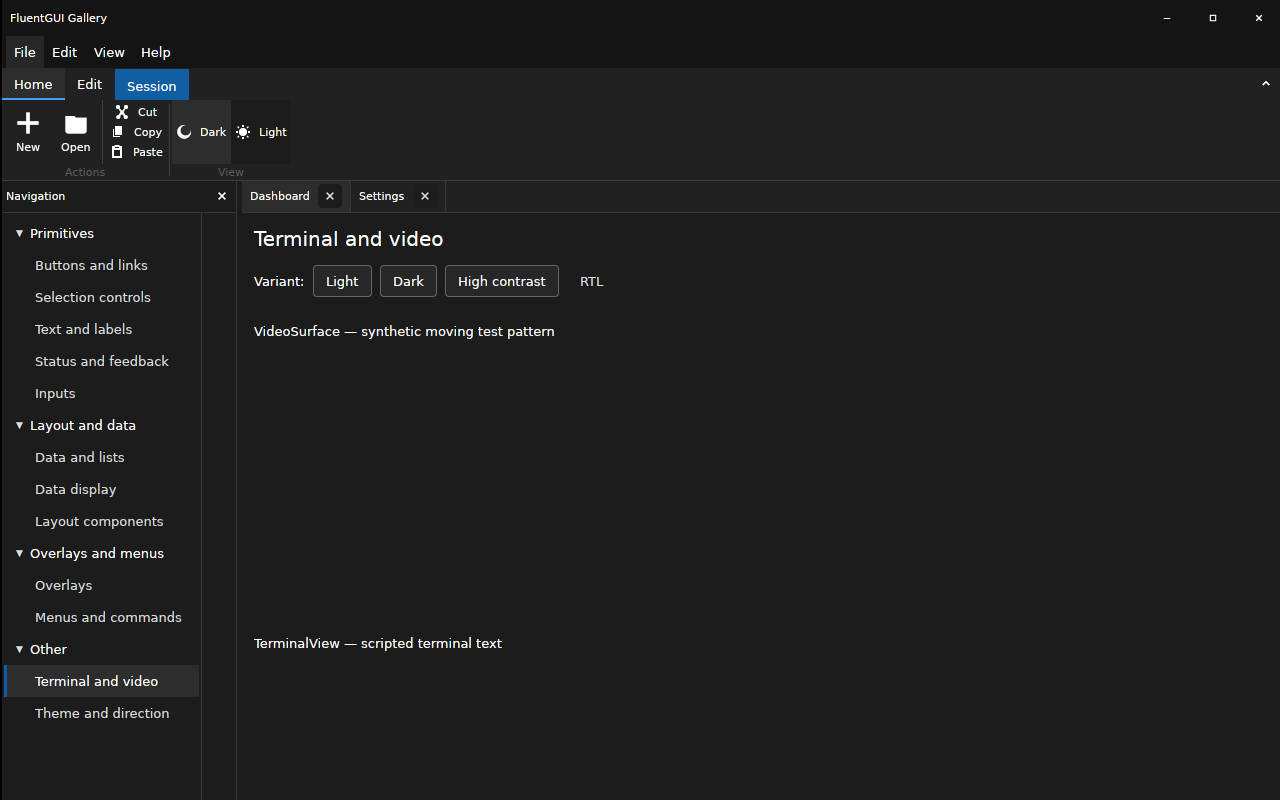 FluentGUI Gallery
File Edit View Help
Home Edit Session
New Open Cut Copy Paste Dark Light
Actions View
Navigation
Dashboard Settings
Primitives
Buttons and links
Selection controls
Text and labels
Status and feedback
Inputs
Layout and data
Data and lists
Data display
Layout components
Overlays and menus
Overlays
Menus and commands
Other
Terminal and video
Theme and direction
Terminal and video
Variant: Light Dark High contrast RTL
VideoSurface — synthetic moving test pattern
TerminalView — scripted terminal text